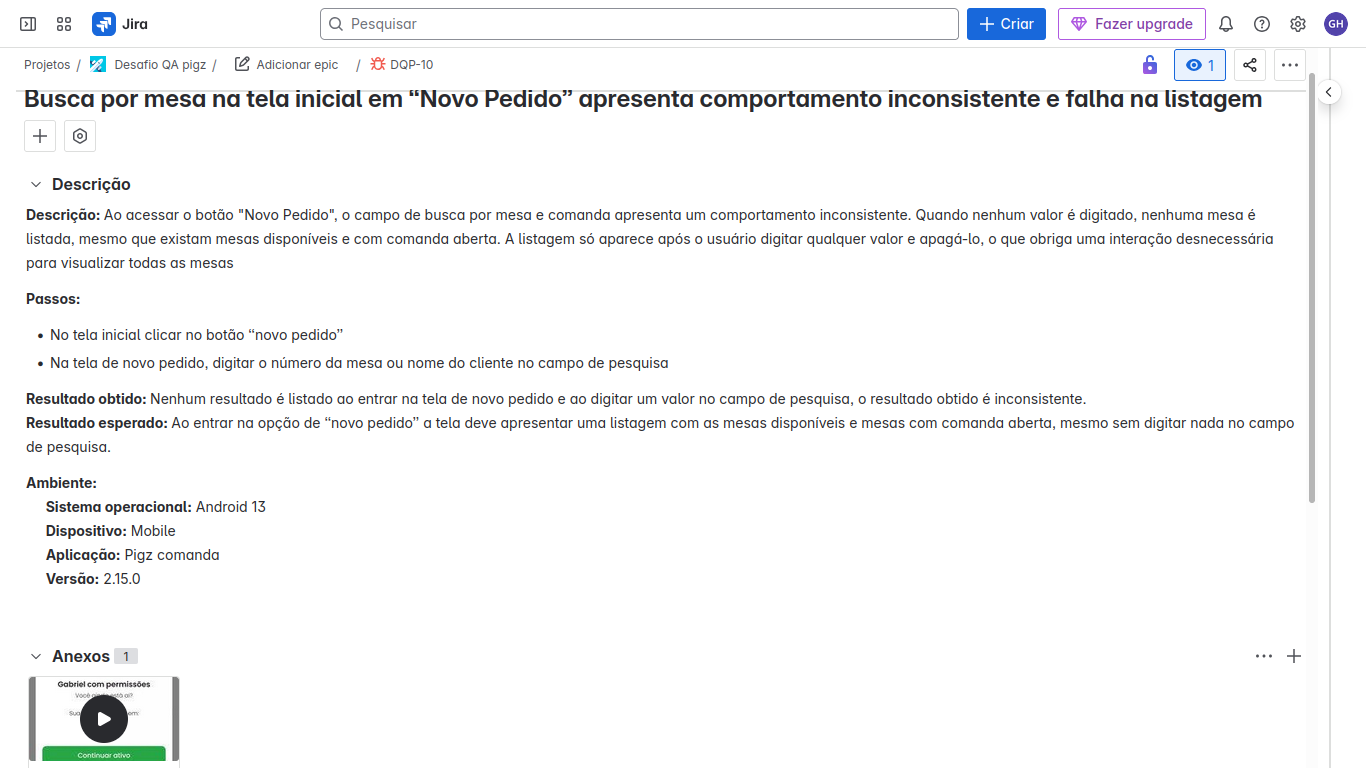 Jira
Pesquisar
Criar
Fazer upgrade
GH
Projetos / Desafio QA pigz / Adicionar epic / DQP-10
1
Busca por mesa na tela inicial em “Novo Pedido” apresenta comportamento inconsistente e falha na listagem
Descrição
Descrição: Ao acessar o botão "Novo Pedido", o campo de busca por mesa e comanda apresenta um comportamento inconsistente. Quando nenhum valor é digitado, nenhuma mesa é
listada, mesmo que existam mesas disponíveis e com comanda aberta. A listagem só aparece após o usuário digitar qualquer valor e apagá-lo, o que obriga uma interação desnecessária
para visualizar todas as mesas
Passos:
• No tela inicial clicar no botão “novo pedido”
• Na tela de novo pedido, digitar o número da mesa ou nome do cliente no campo de pesquisa
Resultado obtido: Nenhum resultado é listado ao entrar na tela de novo pedido e ao digitar um valor no campo de pesquisa, o resultado obtido é inconsistente.
Resultado esperado: Ao entrar na opção de “novo pedido” a tela deve apresentar uma listagem com as mesas disponíveis e mesas com comanda aberta, mesmo sem digitar nada no campo
de pesquisa.
Ambiente:
Sistema operacional: Android 13
Dispositivo: Mobile
Aplicação: Pigz comanda
Versão: 2.15.0
Anexos 1
Gabriel com permissões
Continuar ativo